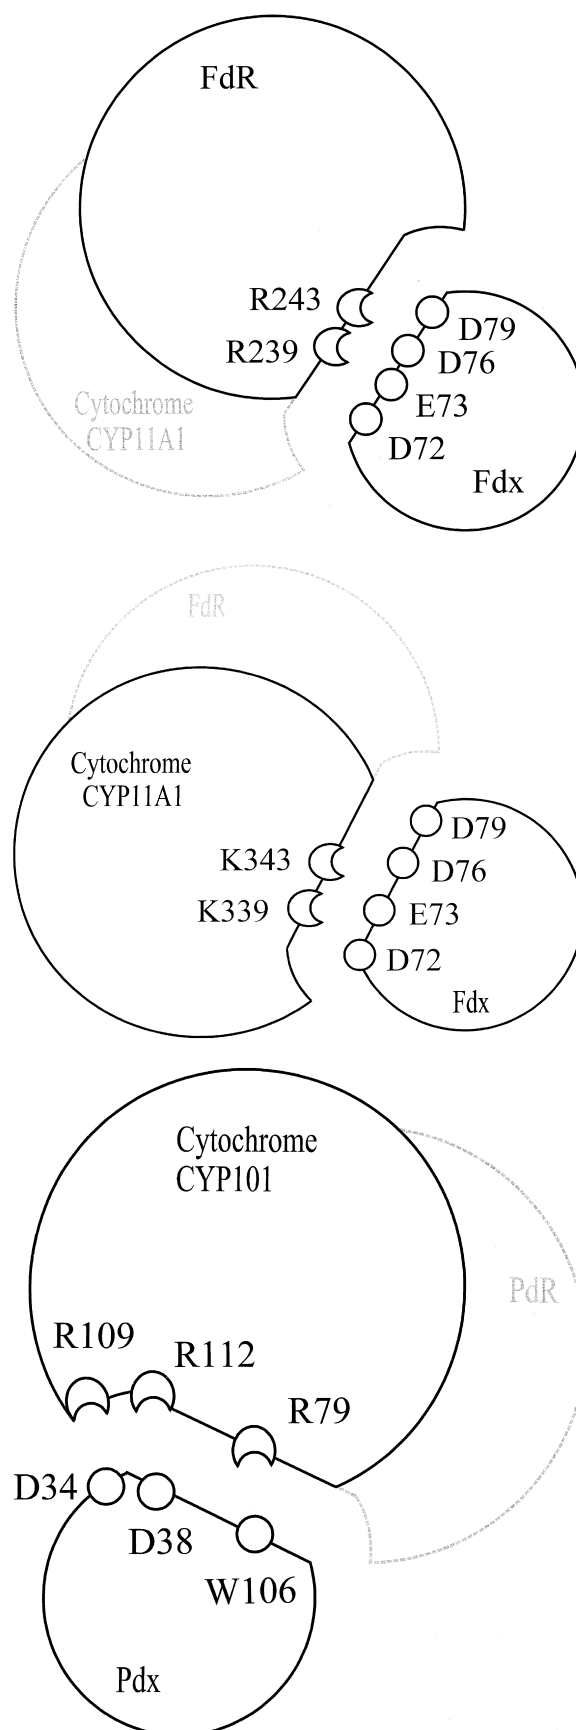 FdR
R243
R239
D79
D76
E73
D72
Fdx
Cytochrome
CYP11A1
FdR
Cytochrome
CYP11A1
K343
K339
D79
D76
E73
D72
Fdx
Cytochrome
CYP101
PdR
R109
R112
R79
D34
D38
W106
Pdx